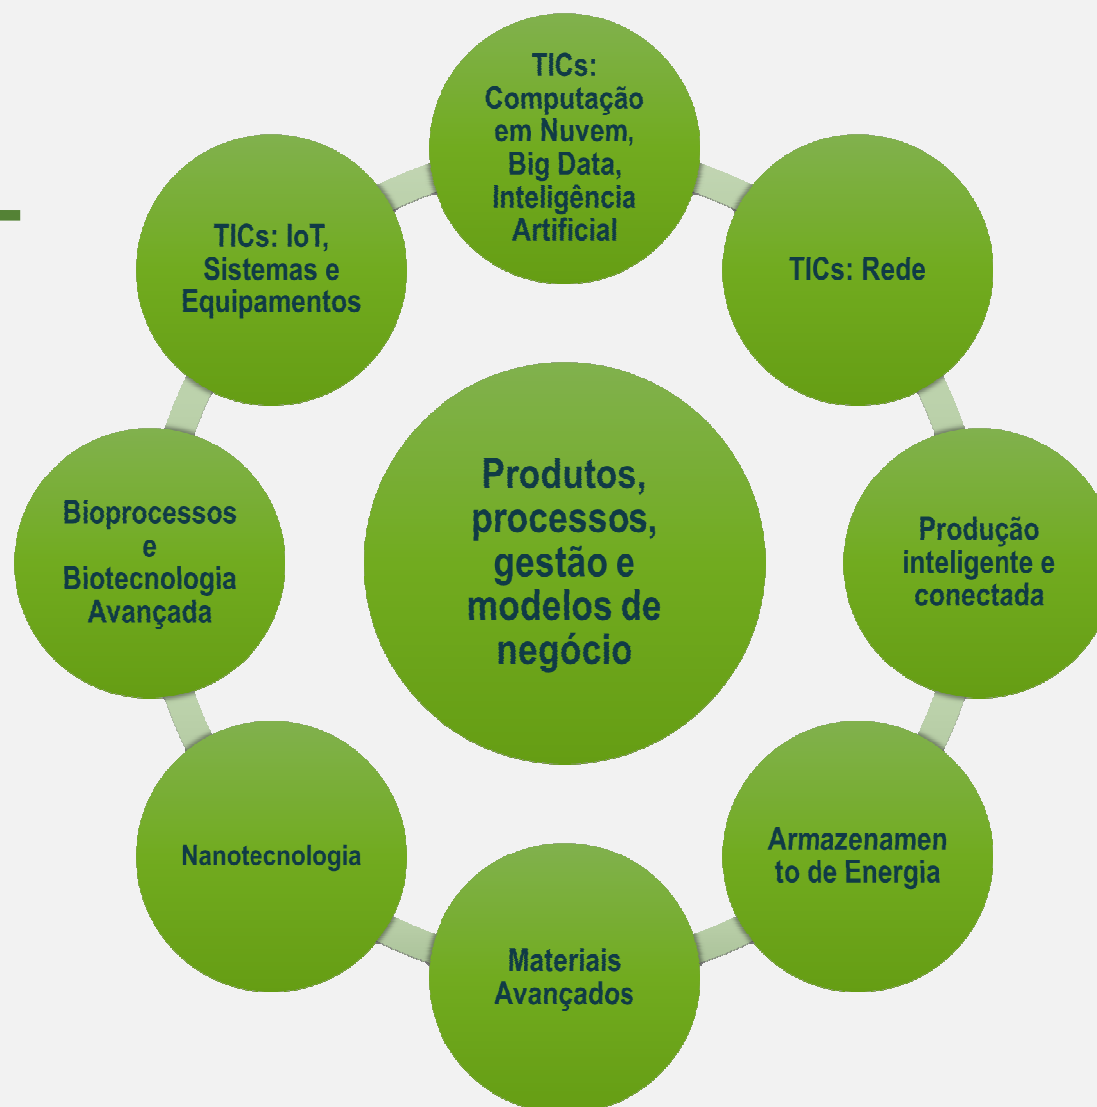 TICs:
Computação
em Nuvem,
Big Data,
Inteligência
Artificial
TICs: Rede
Produção
inteligente e
conectada
Armazenamen
to de Energia
Materiais
Avançados
Nanotecnologia
Bioprocessos
e
Biotecnologia
Avançada
TICs: IoT,
Sistemas e
Equipamentos
Produtos,
processos,
gestão e
modelos de
negócio